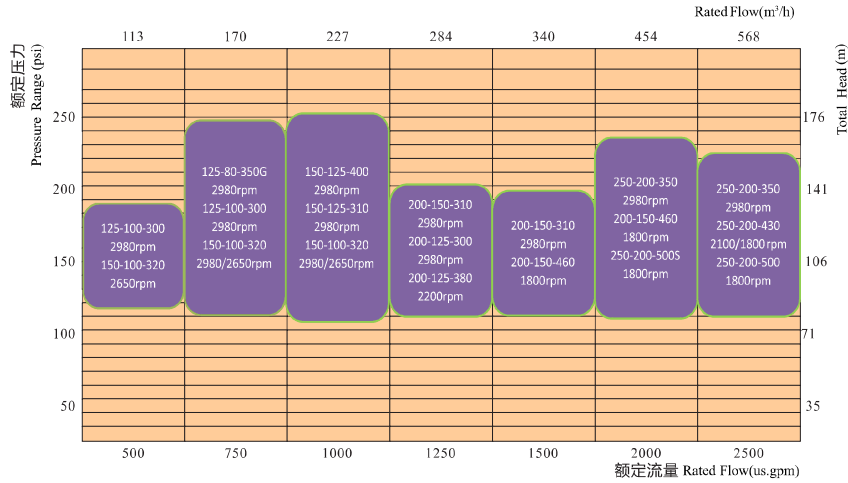 Rated Flow(m³/h)
113 170 227 284 340 454 568
额定压力
Pressure Range (psi)
250
200
150
100
50
125-100-300
2980rpm
150-100-320
2650rpm
125-80-350G
2980rpm
125-100-300
2980rpm
150-100-320
2980/2650rpm
150-125-400
2980rpm
150-125-310
2980rpm
150-100-320
2980/2650rpm
200-150-310
2980rpm
200-125-300
2980rpm
200-125-380
2200rpm
200-150-310
2980rpm
200-150-460
1800rpm
250-200-350
2980rpm
200-150-460
1800rpm
250-200-500S
1800rpm
250-200-350
2980rpm
250-200-430
2100/1800rpm
250-200-500
1800rpm
Total Head (m)
176
141
106
71
35
500 750 1000 1250 1500 2000 2500
额定流量 Rated Flow(us.gpm)